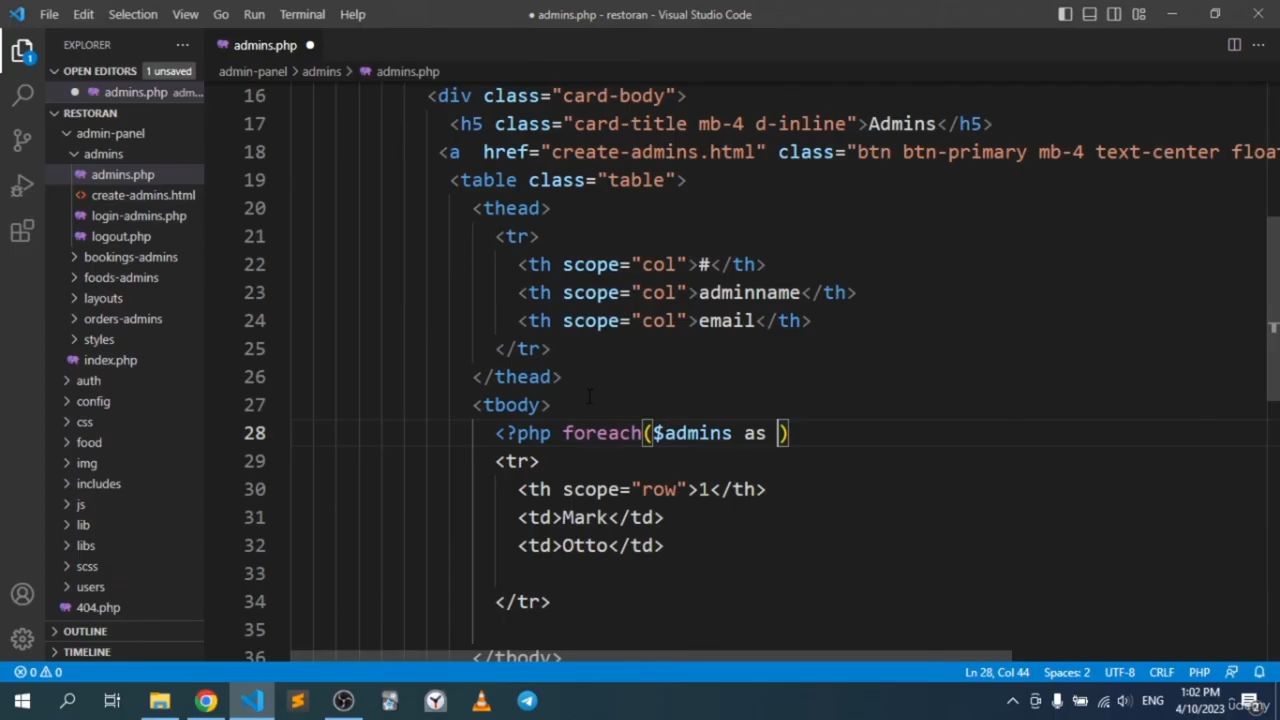 File Edit Selection View Go Run Terminal Help
● admins.php - restoran - Visual Studio Code
EXPLORER
admins.php
OPEN EDITORS 1 unsaved
admin-panel > admins > admins.php
admins.php adm...
RESTORAN
admin-panel
admins
admins.php
create-admins.html
login-admins.php
logout.php
bookings-admins
foods-admins
layouts
orders-admins
styles
index.php
auth
config
css
food
img
includes
js
lib
libs
scss
users
404.php
OUTLINE
TIMELINE
16 <div class="card-body">
17 <h5 class="card-title mb-4 d-inline">Admins</h5>
18 <a  href="create-admins.html" class="btn btn-primary mb-4 text-center floa
19 <table class="table">
20 <thead>
21 <tr>
22 <th scope="col">#</th>
23 <th scope="col">adminname</th>
24 <th scope="col">email</th>
25 </tr>
26 </thead>
27 <tbody>
28 <?php foreach($admins as )
29 <tr>
30 <th scope="row">1</th>
31 <td>Mark</td>
32 <td>Otto</td>
33
34 </tr>
35
36 </tbody>
0 0 Ln 28, Col 44 Spaces: 2 UTF-8 CRLF PHP
1
ENG 1:02 PM
4/10/2023
2
udemy